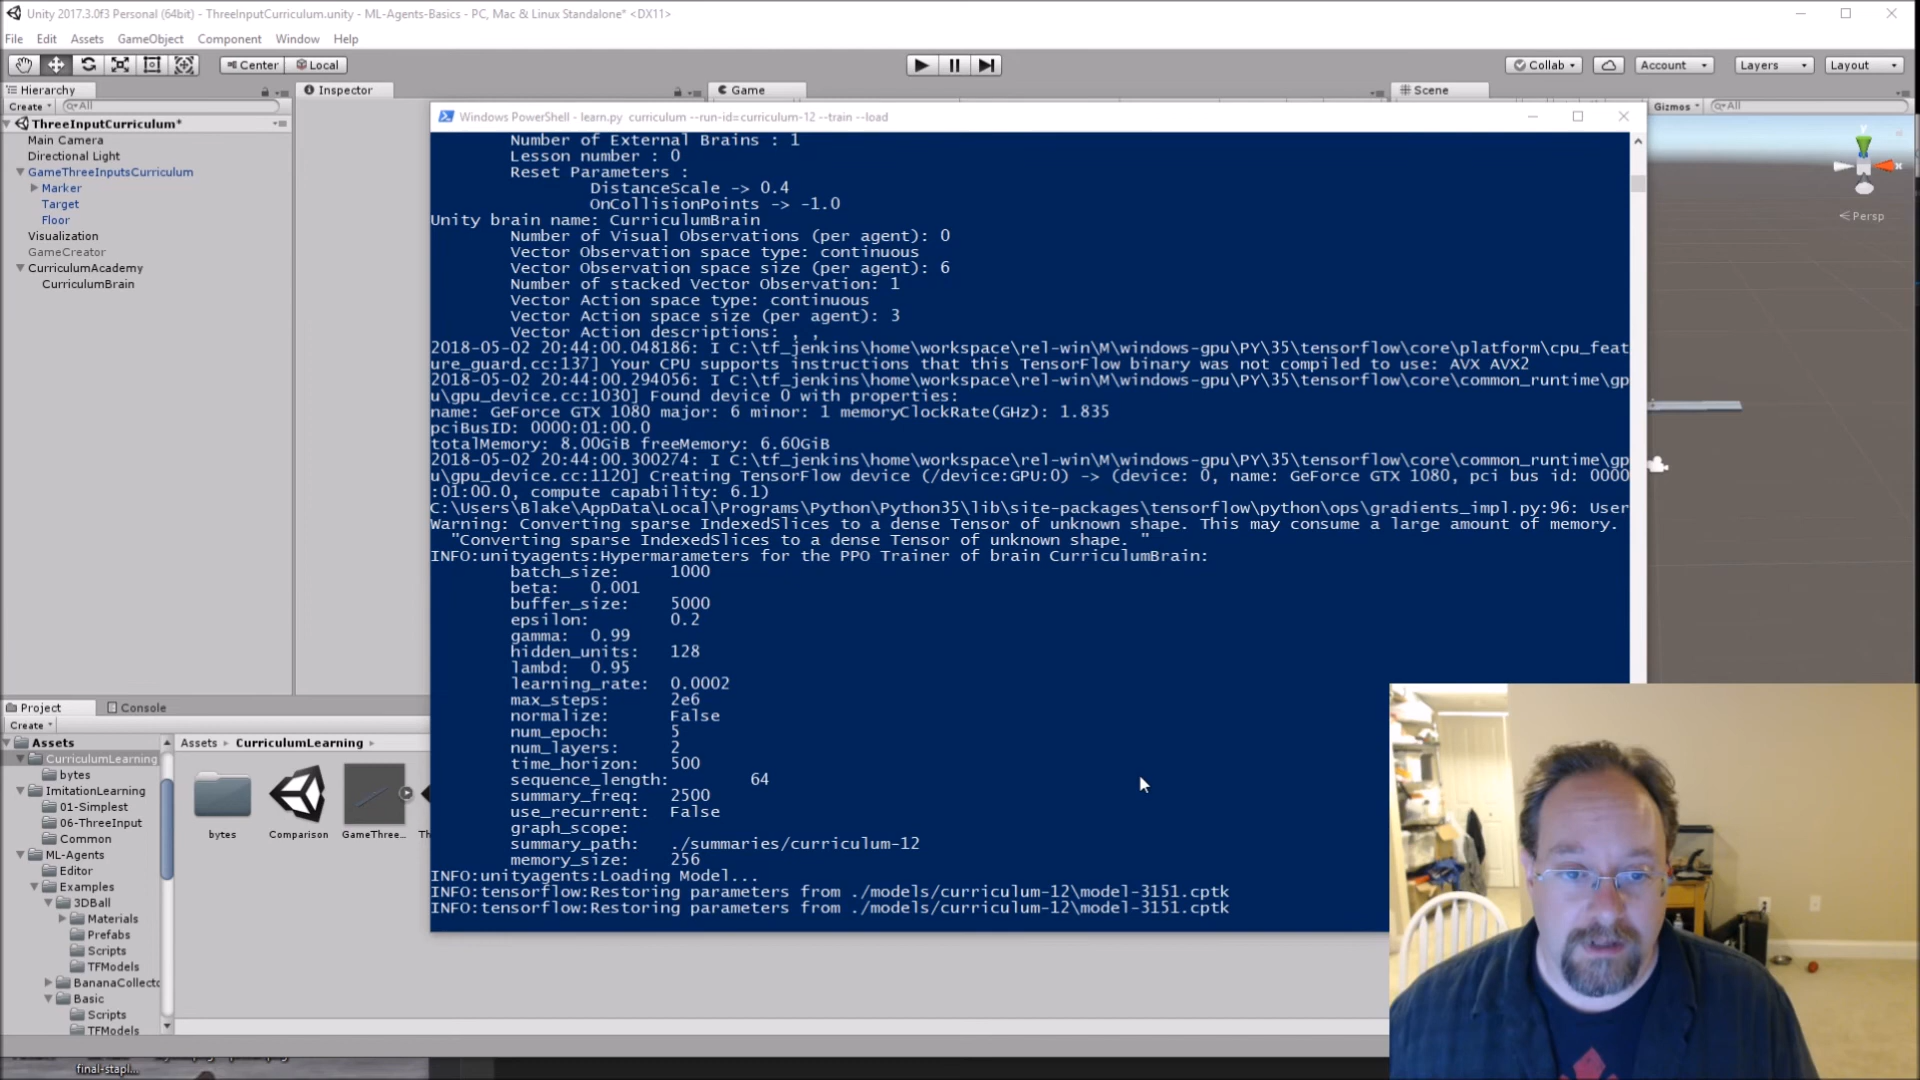 Unity 2017.3.0f3 Personal (64bit) - ThreeInputCurriculum.unity - ML-Agents-Basics - PC, Mac & Linux Standalone* <DX11>
File Edit Assets GameObject Component Window Help
Center Local Collab Account Layers Layout
Hierarchy
Create All
ThreeInputCurriculum*
Main Camera
Directional Light
GameThreeInputsCurriculum
Marker
Target
Floor
Visualization
GameCreator
CurriculumAcademy
CurriculumBrain
Inspector
Game
Scene
Gizmos All
Persp
Windows PowerShell - learn.py curriculum --run-id=curriculum-12 --train --load
Number of External Brains : 1
Lesson number : 0
Reset Parameters :
DistanceScale -> 0.4
OnCollisionPoints -> -1.0
Unity brain name: CurriculumBrain
Number of Visual Observations (per agent): 0
Vector Observation space type: continuous
Vector Observation space size (per agent): 6
Number of stacked Vector Observation: 1
Vector Action space type: continuous
Vector Action space size (per agent): 3
Vector Action descriptions: , ,
2018-05-02 20:44:00.048186: I C:\tf_jenkins\home\workspace\rel-win\M\windows-gpu\PY\35\tensorflow\core\platform\cpu_feat
ure_guard.cc:137] Your CPU supports instructions that this TensorFlow binary was not compiled to use: AVX AVX2
2018-05-02 20:44:00.294056: I C:\tf_jenkins\home\workspace\rel-win\M\windows-gpu\PY\35\tensorflow\core\common_runtime\gp
u\gpu_device.cc:1030] Found device 0 with properties:
name: GeForce GTX 1080 major: 6 minor: 1 memoryClockRate(GHz): 1.835
pciBusID: 0000:01:00.0
totalMemory: 8.00GiB freeMemory: 6.60GiB
2018-05-02 20:44:00.300274: I C:\tf_jenkins\home\workspace\rel-win\M\windows-gpu\PY\35\tensorflow\core\common_runtime\gp
u\gpu_device.cc:1120] Creating TensorFlow device (/device:GPU:0) -> (device: 0, name: GeForce GTX 1080, pci bus id: 0000
:01:00.0, compute capability: 6.1)
C:\Users\Blake\AppData\Local\Programs\Python\Python35\lib\site-packages\tensorflow\python\ops\gradients_impl.py:96: User
Warning: Converting sparse IndexedSlices to a dense Tensor of unknown shape. This may consume a large amount of memory.
"Converting sparse IndexedSlices to a dense Tensor of unknown shape. "
INFO:unityagents:Hypermarameters for the PPO Trainer of brain CurriculumBrain:
batch_size: 1000
beta: 0.001
buffer_size: 5000
epsilon: 0.2
gamma: 0.99
hidden_units: 128
lambd: 0.95
learning_rate: 0.0002
max_steps: 2e6
normalize: False
num_epoch: 5
num_layers: 2
time_horizon: 500
sequence_length: 64
summary_freq: 2500
use_recurrent: False
graph_scope:
summary_path: ./summaries/curriculum-12
memory_size: 256
INFO:unityagents:Loading Model...
INFO:tensorflow:Restoring parameters from ./models/curriculum-12\model-3151.cptk
INFO:tensorflow:Restoring parameters from ./models/curriculum-12\model-3151.cptk
Project Console
Create
Assets
CurriculumLearning
bytes
ImitationLearning
01-Simplest
06-ThreeInput
Common
ML-Agents
Editor
Examples
3DBall
Materials
Prefabs
Scripts
TFModels
BananaCollecto
Basic
Scripts
TFModels
Assets CurriculumLearning
bytes Comparison GameThree... Th
final-stapl...